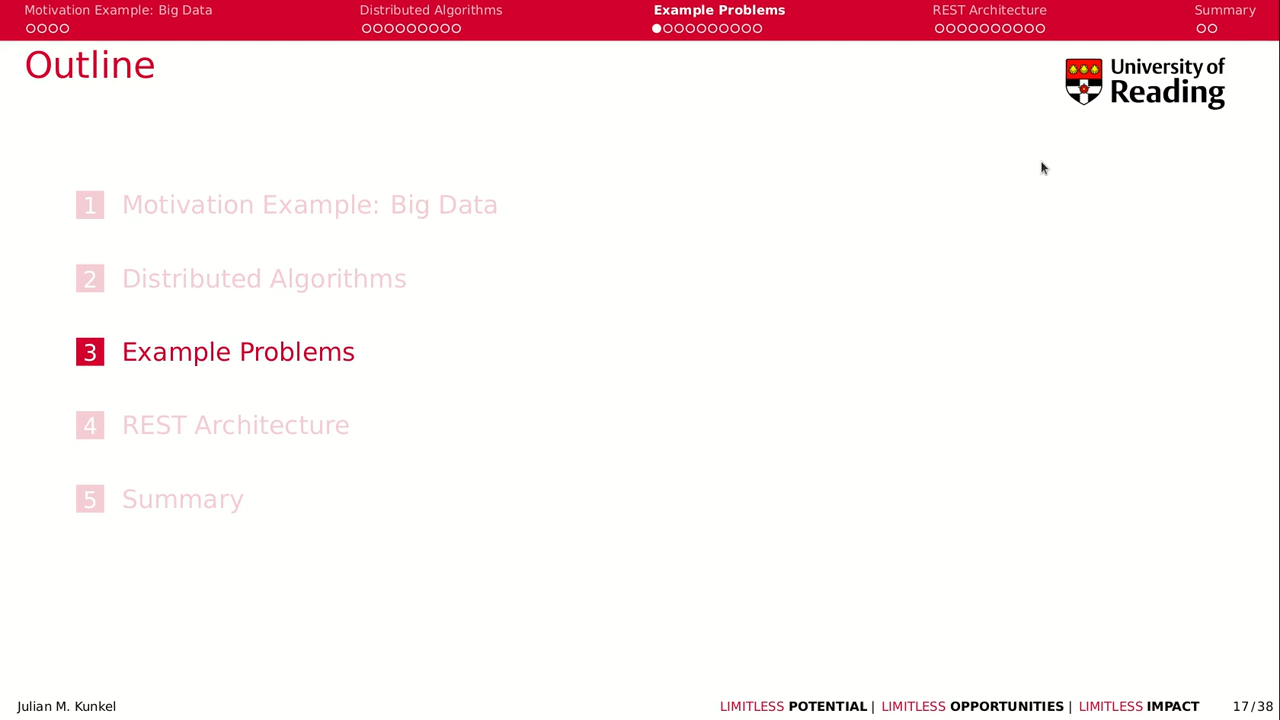 Motivation Example: Big Data Distributed Algorithms Example Problems REST Architecture Summary
Outline
University of
Reading
1 Motivation Example: Big Data
2 Distributed Algorithms
3 Example Problems
4 REST Architecture
5 Summary
Julian M. Kunkel LIMITLESS POTENTIAL | LIMITLESS OPPORTUNITIES | LIMITLESS IMPACT 17/38